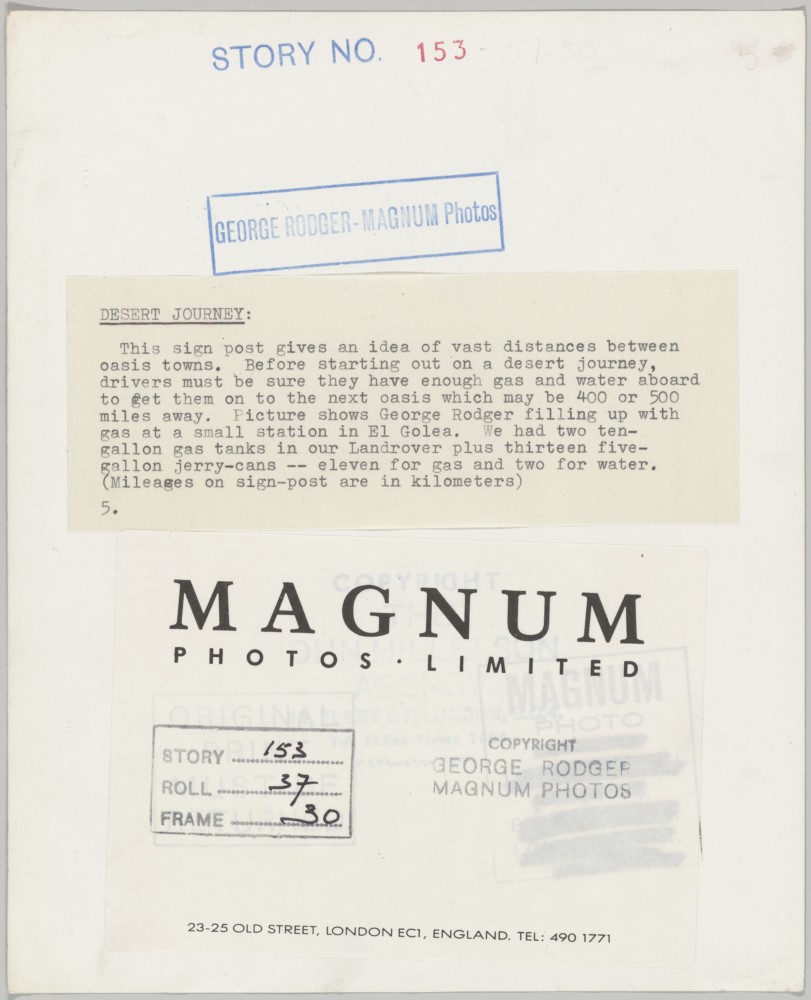 STORY NO. 153
GEORGE RODGER-MAGNUM Photos
DESERT JOURNEY:
This sign post gives an idea of vast distances between
oasis towns. Before starting out on a desert journey,
drivers must be sure they have enough gas and water aboard
to get them on to the next oasis which may be 400 or 500
miles away. Picture shows George Rodger filling up with
gas at a small station in El Golea. We had two ten-
gallon gas tanks in our Landrover plus thirteen five-
gallon jerry-cans -- eleven for gas and two for water.
(Mileages on sign-post are in kilometers)
5.
COPYRIGHT
MAGNUM
PHOTOS · LIMITED
AGENCY
MAGNUM
PHOTO
ORIGINAL
STORY 153
ROLL 37
FRAME 30
COPYRIGHT
GEORGE RODGER
MAGNUM PHOTOS
23-25 OLD STREET, LONDON EC1, ENGLAND. TEL: 490 1771